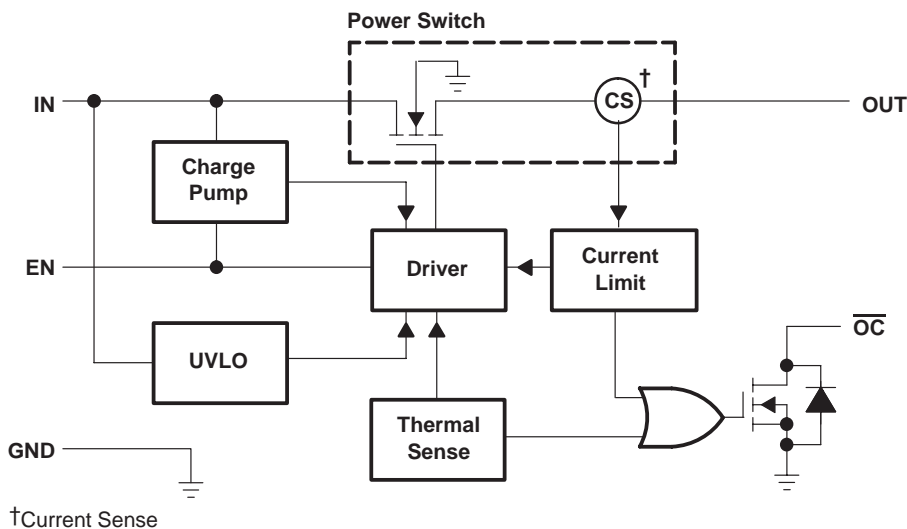 Power Switch
†
IN
CS
OUT
Charge
Pump
EN
Driver
Current
Limit
OC
UVLO
Thermal
Sense
GND
†Current Sense